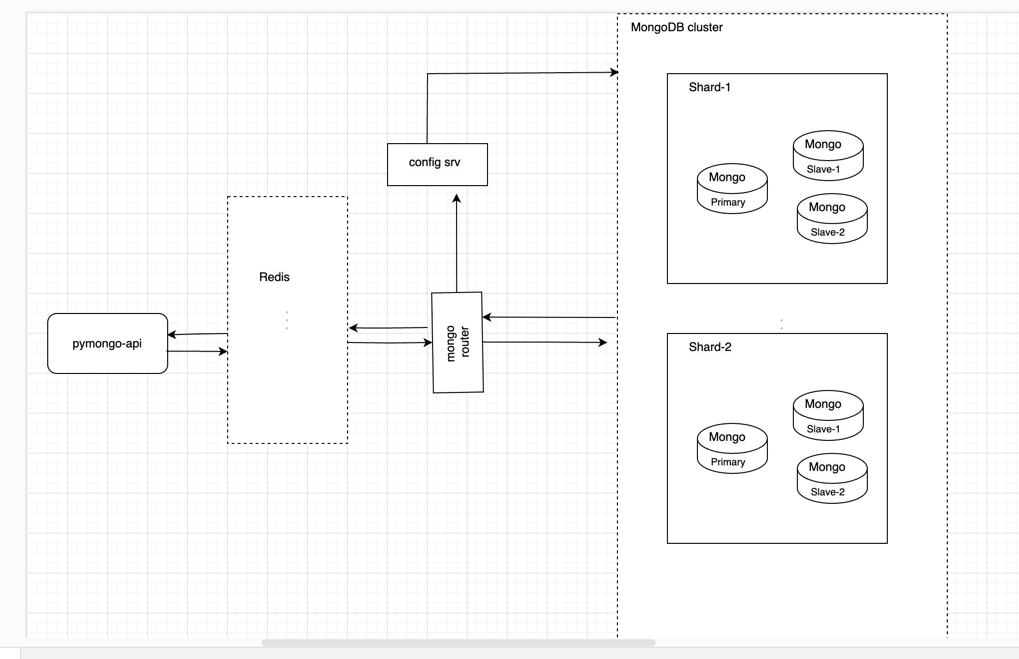 MongoDB cluster
Shard-1
Mongo
Primary
Mongo
Slave-1
Mongo
Slave-2
config srv
Redis
pymongo-api
mongo
router
Shard-2
Mongo
Primary
Mongo
Slave-1
Mongo
Slave-2